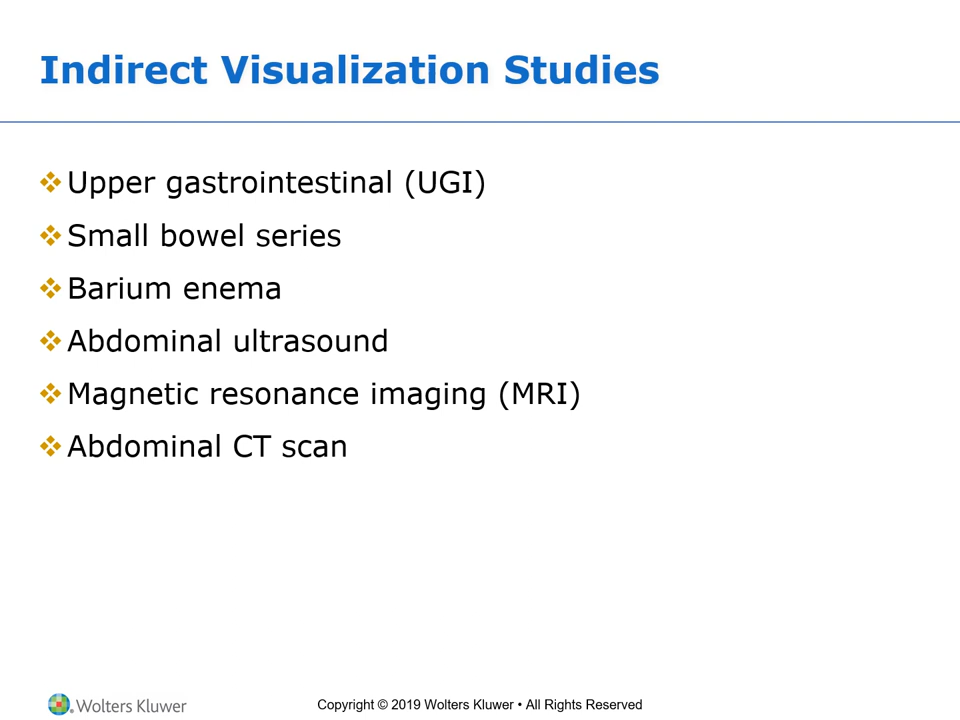 Indirect Visualization Studies
❖Upper gastrointestinal (UGI)
❖Small bowel series
❖Barium enema
❖Abdominal ultrasound
❖Magnetic resonance imaging (MRI)
❖Abdominal CT scan
Wolters Kluwer
Copyright © 2019 Wolters Kluwer • All Rights Reserved